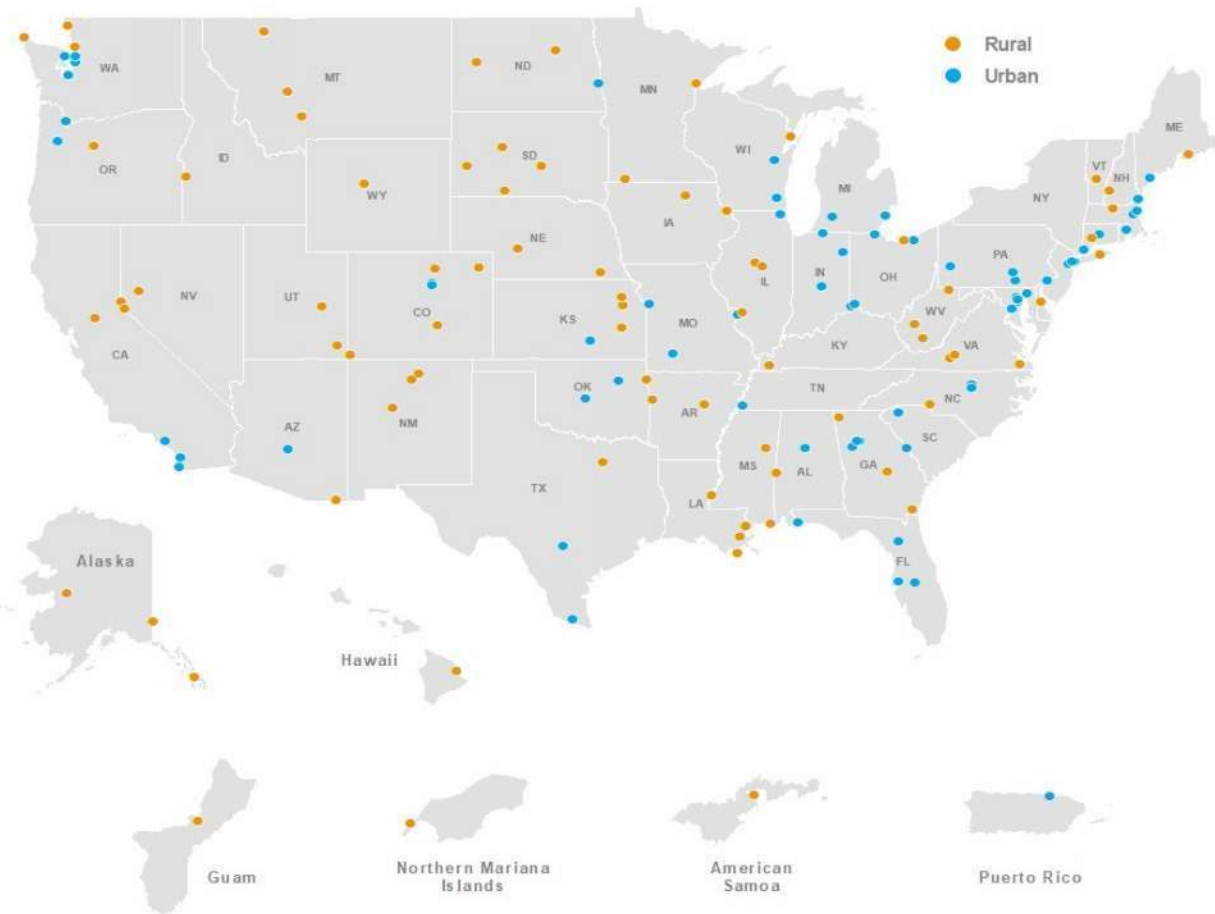 Rural
Urban
WA
MT
ND
MN
ME
VT
NH
OR
ID
SD
WI
MI
NY
WY
IA
NE
PA
NV
UT
CO
IL
IN
OH
WV
CA
KS
MO
KY
VA
AZ
NM
OK
AR
TN
NC
SC
MS
AL
GA
TX
LA
FL
Alaska
Hawaii
Guam
Northern Mariana
Islands
American
Samoa
Puerto Rico